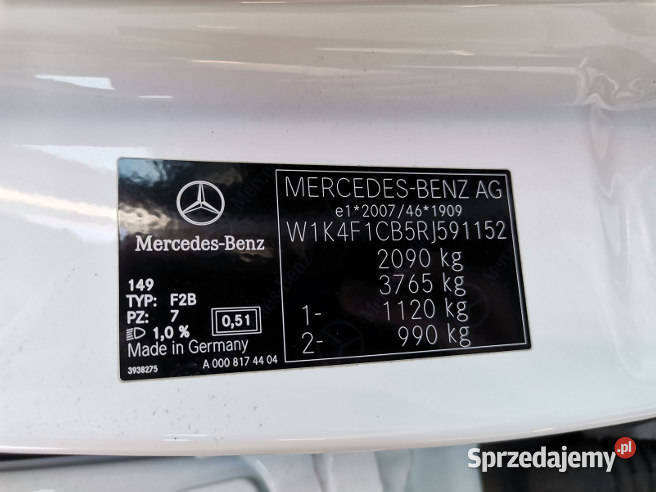 MERCEDES-BENZ AG
e1*2007/46*1909
W1K4F1CB5RJ591152
2090 kg
3765 kg
1- 1120 kg
2- 990 kg
Mercedes-Benz
149
TYP: F2B
PZ: 7
1,0 %
0,51
Made in Germany
3938275
A 000 817 44 04
Sprzedajemy.pl